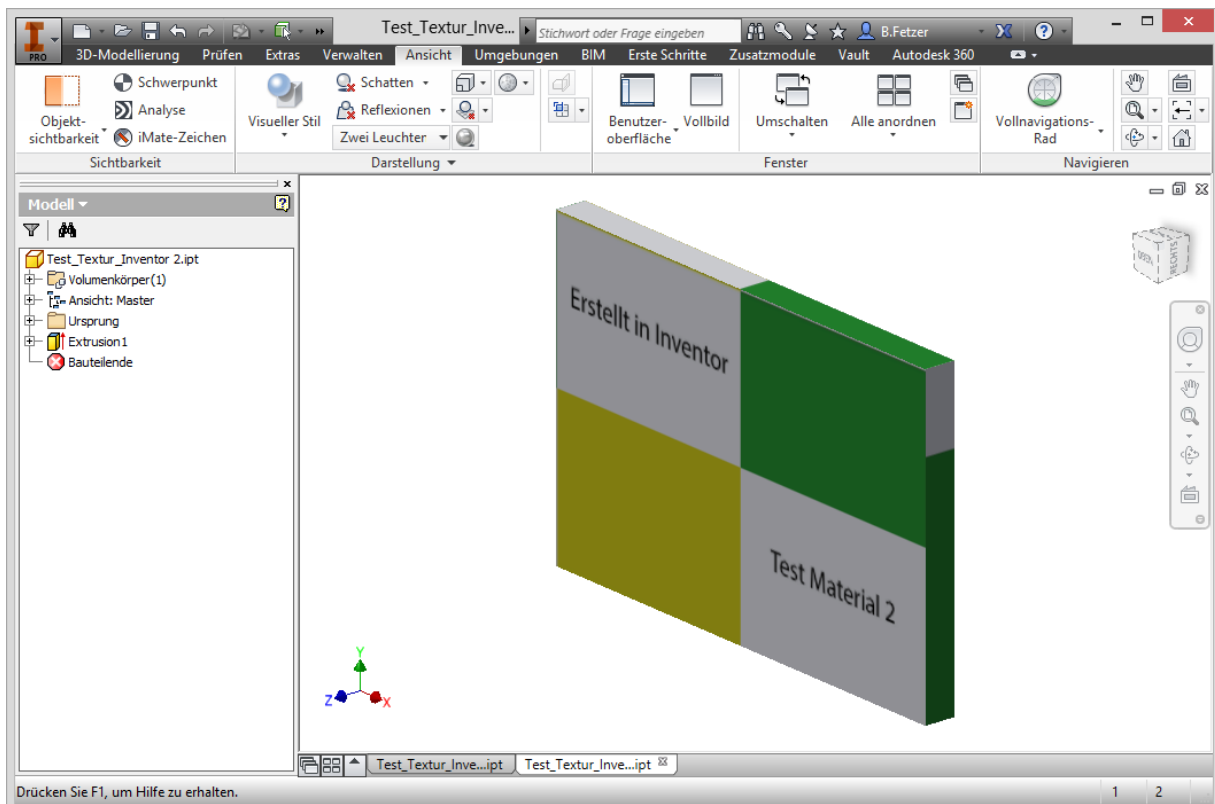 PRO
Test_Textur_Inve...
Stichwort oder Frage eingeben
B.Fetzer
3D-Modellierung Prüfen Extras Verwalten Ansicht Umgebungen BIM Erste Schritte Zusatzmodule Vault Autodesk 360
Objekt-
sichtbarkeit
Schwerpunkt
Analyse
iMate-Zeichen
Sichtbarkeit
Visueller Stil
Schatten
Reflexionen
Zwei Leuchter
Darstellung
Benutzer-
oberfläche
Vollbild
Umschalten
Alle anordnen
Fenster
Vollnavigations-
Rad
Navigieren
Modell
Test_Textur_Inventor 2.ipt
Volumenkörper(1)
Ansicht: Master
Ursprung
Extrusion1
Bauteilende
OBEN
RECHTS
Erstellt in Inventor
Test Material 2
Y
Z
X
Test_Textur_Inve...ipt
Test_Textur_Inve...ipt
Drücken Sie F1, um Hilfe zu erhalten.
1 2